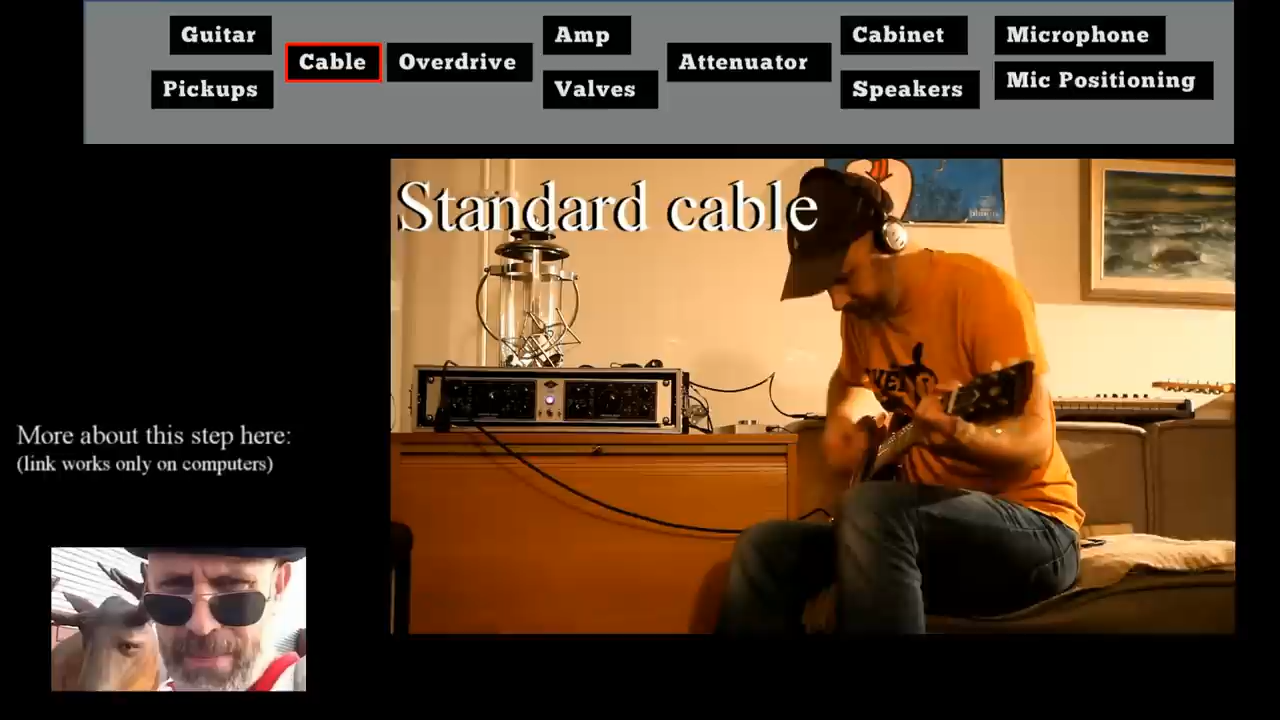 Guitar
Pickups
Cable
Overdrive
Amp
Valves
Attenuator
Cabinet
Speakers
Microphone
Mic Positioning
Standard cable
More about this step here:
(link works only on computers)